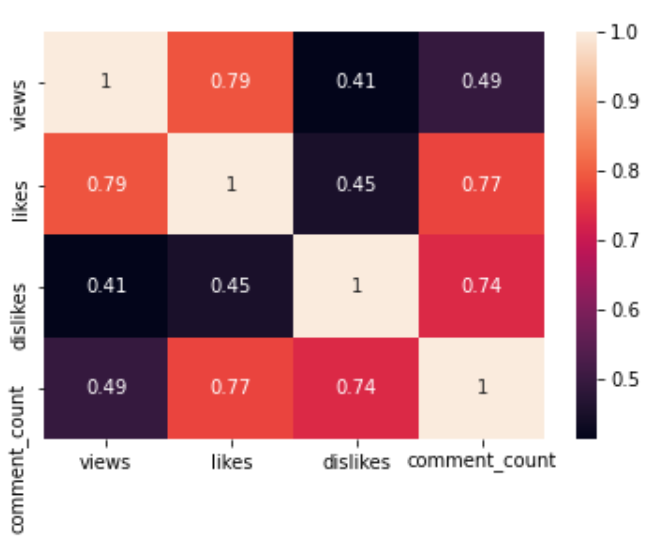 views 1 0.79 0.41 0.49
likes 0.79 1 0.45 0.77
dislikes 0.41 0.45 1 0.74
comment_count 0.49 0.77 0.74 1
views likes dislikes comment_count
1.0
0.9
0.8
0.7
0.6
0.5